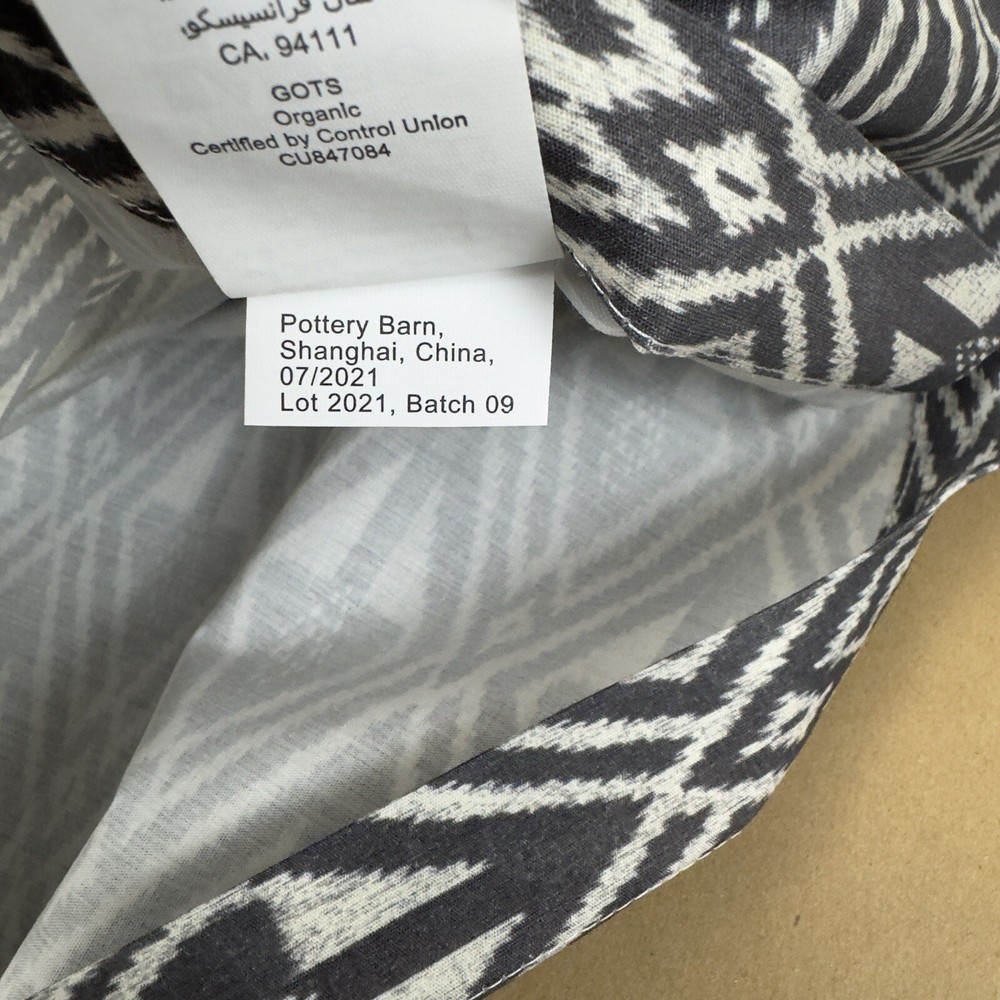 فرانسيسكو،
CA, 94111
GOTS
Organic
Certified by Control Union
CU847084
Pottery Barn,
Shanghai, China,
07/2021
Lot 2021, Batch 09